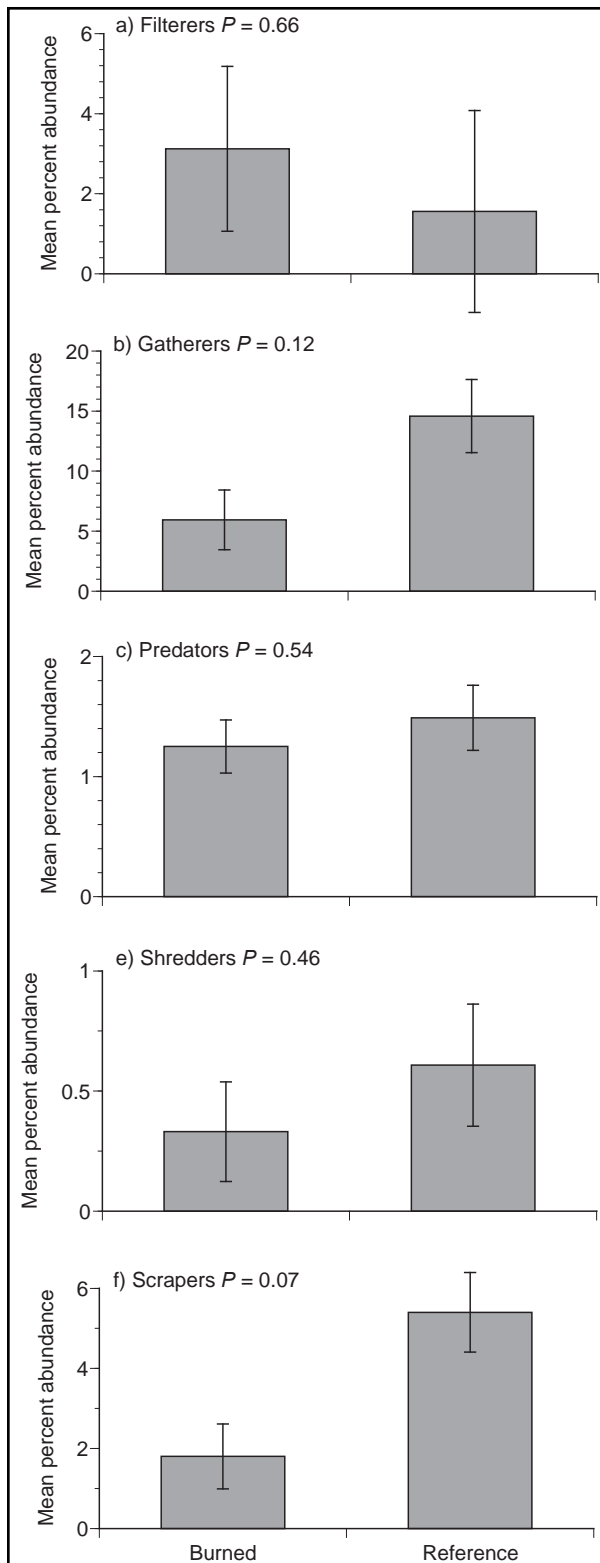 a) Filterers P = 0.66
Mean percent abundance
6
4
2
0
b) Gatherers P = 0.12
Mean percent abundance
20
15
10
5
0
c) Predators P = 0.54
Mean percent abundance
2
1
0
e) Shredders P = 0.46
Mean percent abundance
1
0.5
0
f) Scrapers P = 0.07
Mean percent abundance
6
4
2
0
Burned Reference